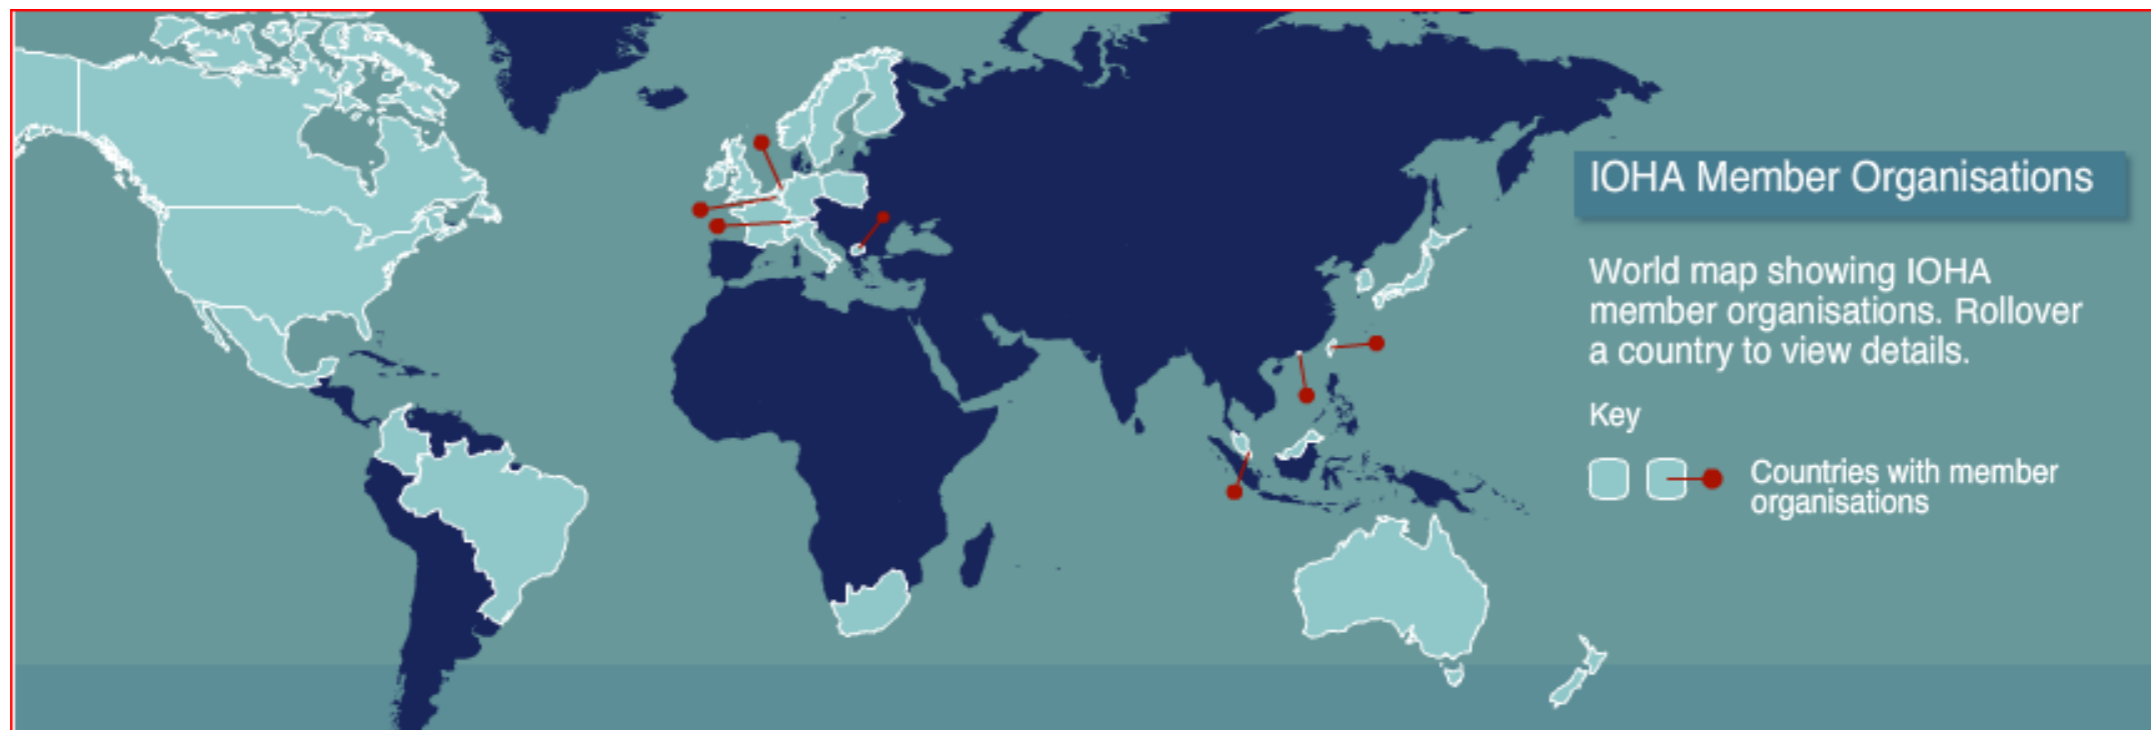 IOHA Member Organisations
World map showing IOHA
member organisations. Rollover
a country to view details.
Key
Countries with member
organisations